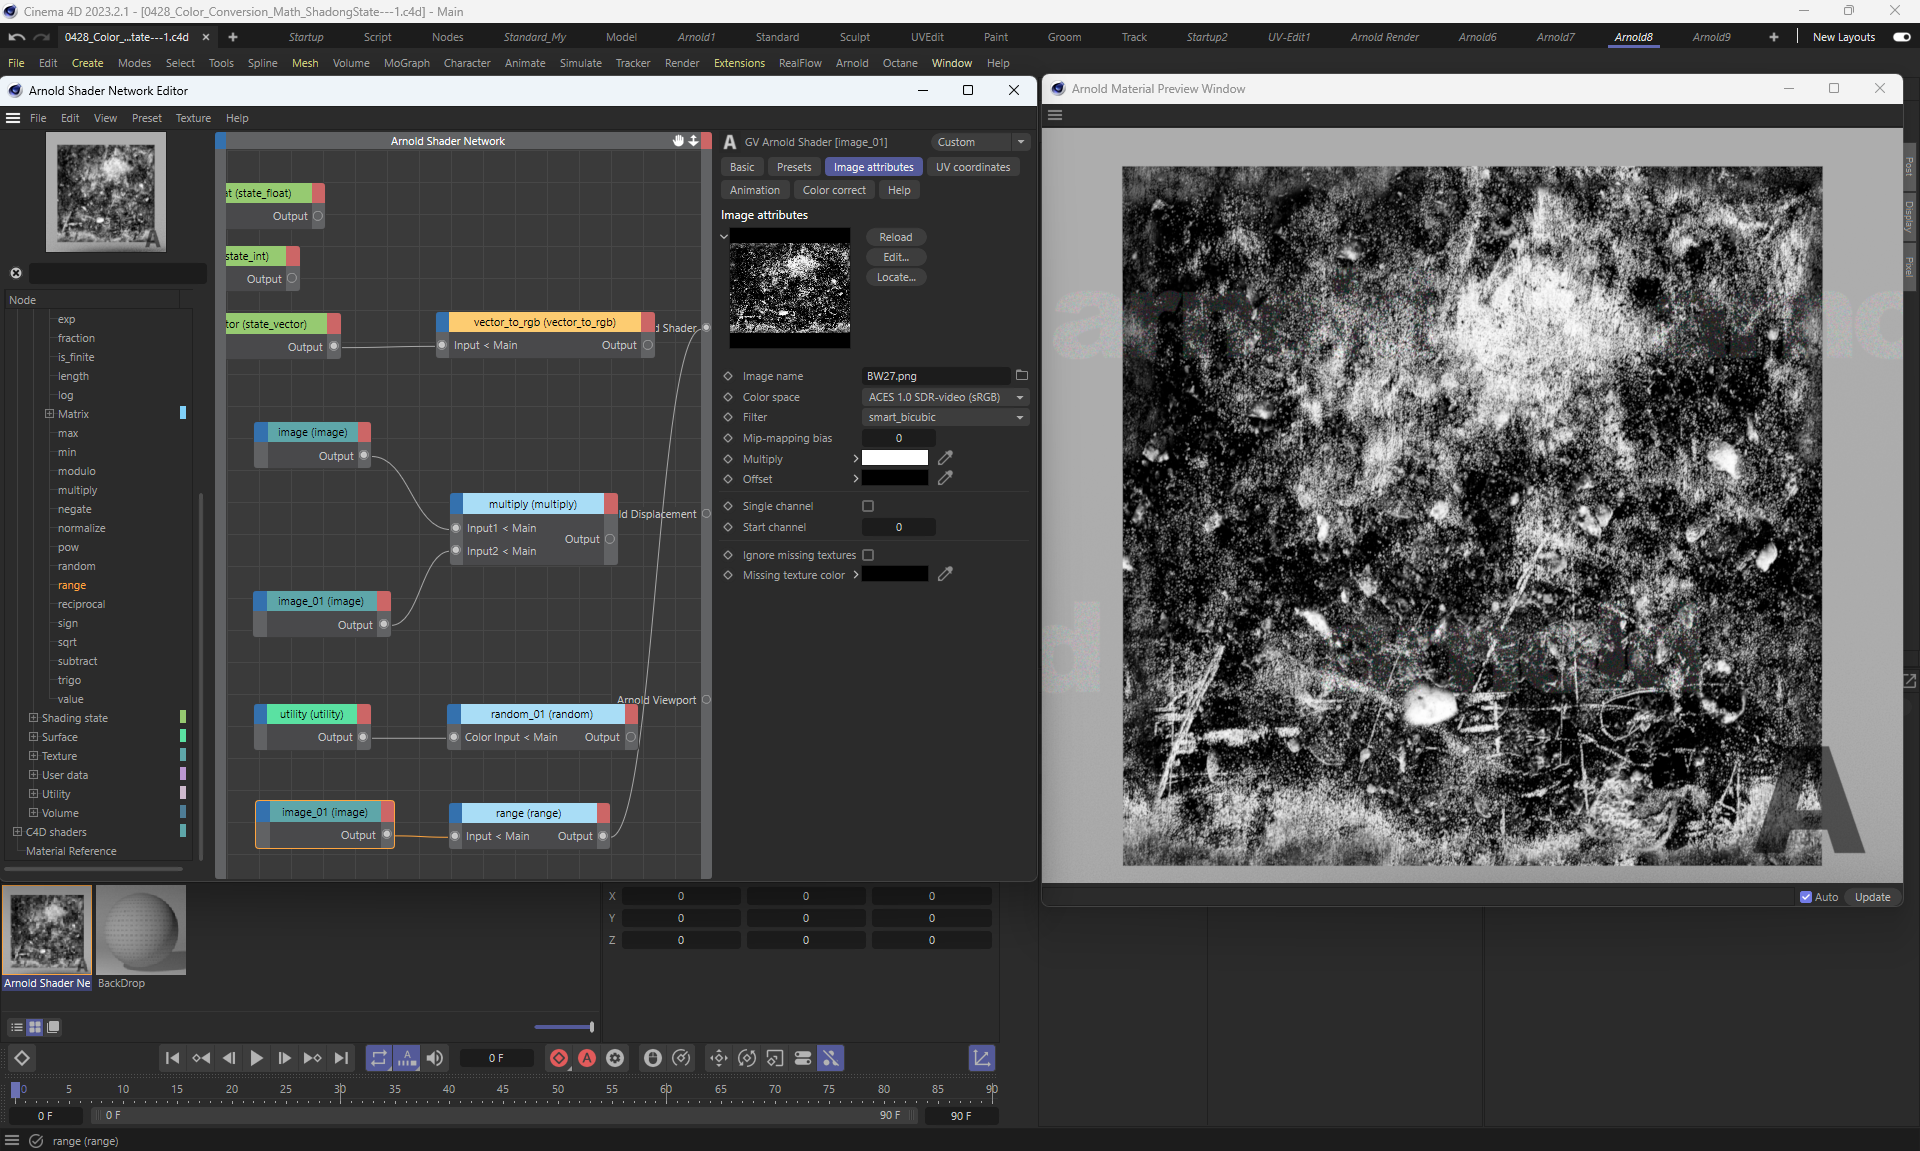 Cinema 4D 2023.2.1 - [0428_Color_Conversion_Math_ShadongState---1.c4d] - Main
0428_Color_...tate---1.c4d
Startup
Script
Nodes
Standard_My
Model
Arnold1
Standard
Sculpt
UVEdit
Paint
Groom
Track
Startup2
UV-Edit1
Arnold Render
Arnold6
Arnold7
Arnold8
Arnold9
New Layouts
File Edit Create Modes Select Tools Spline Mesh Volume MoGraph Character Animate Simulate Tracker Render Extensions RealFlow Arnold Octane Window Help
Arnold Shader Network Editor
File Edit View Preset Texture Help
Node
exp
fraction
is_finite
length
log
Matrix
max
min
modulo
multiply
negate
normalize
pow
random
range
reciprocal
sign
sqrt
subtract
trigo
value
Shading state
Surface
Texture
User data
Utility
Volume
C4D shaders
Material Reference
Arnold Shader Network
at (state_float)
Output
state_int)
Output
tor (state_vector)
Output
vector_to_rgb (vector_to_rgb)
Input < Main
Output
d Shader
image (image)
Output
multiply (multiply)
Input1 < Main
Input2 < Main
Output
ld Displacement
image_01 (image)
Output
Arnold Viewport
utility (utility)
Output
random_01 (random)
Color Input < Main
Output
image_01 (image)
Output
range (range)
Input < Main
Output
GV Arnold Shader [image_01]
Custom
Basic
Presets
Image attributes
UV coordinates
Animation
Color correct
Help
Image attributes
Reload
Edit...
Locate...
Image name
BW27.png
Color space
ACES 1.0 SDR-video (sRGB)
Filter
smart_bicubic
Mip-mapping bias
0
Multiply
Offset
Single channel
Start channel
0
Ignore missing textures
Missing texture color
Arnold Material Preview Window
A
Auto
Update
Post
Display
Pixel
Arnold Shader Ne
BackDrop
X 0 0 0
Y 0 0 0
Z 0 0 0
0 F
0 5 10 15 20 25 30 35 40 45 50 55 60 65 70 75 80 85 90
0 F
0 F
90 F
90 F
range (range)